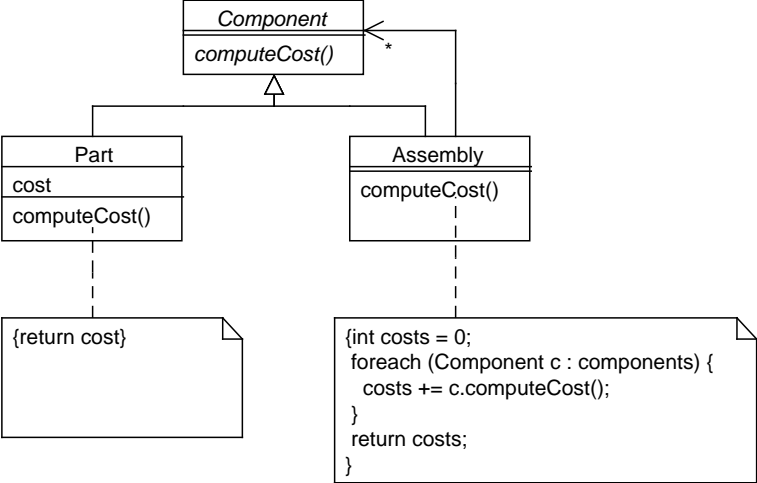 Component
computeCost()
*
Part
cost
computeCost()
Assembly
computeCost()
{return cost}
{int costs = 0;
foreach (Component c : components) {
costs += c.computeCost();
}
return costs;
}